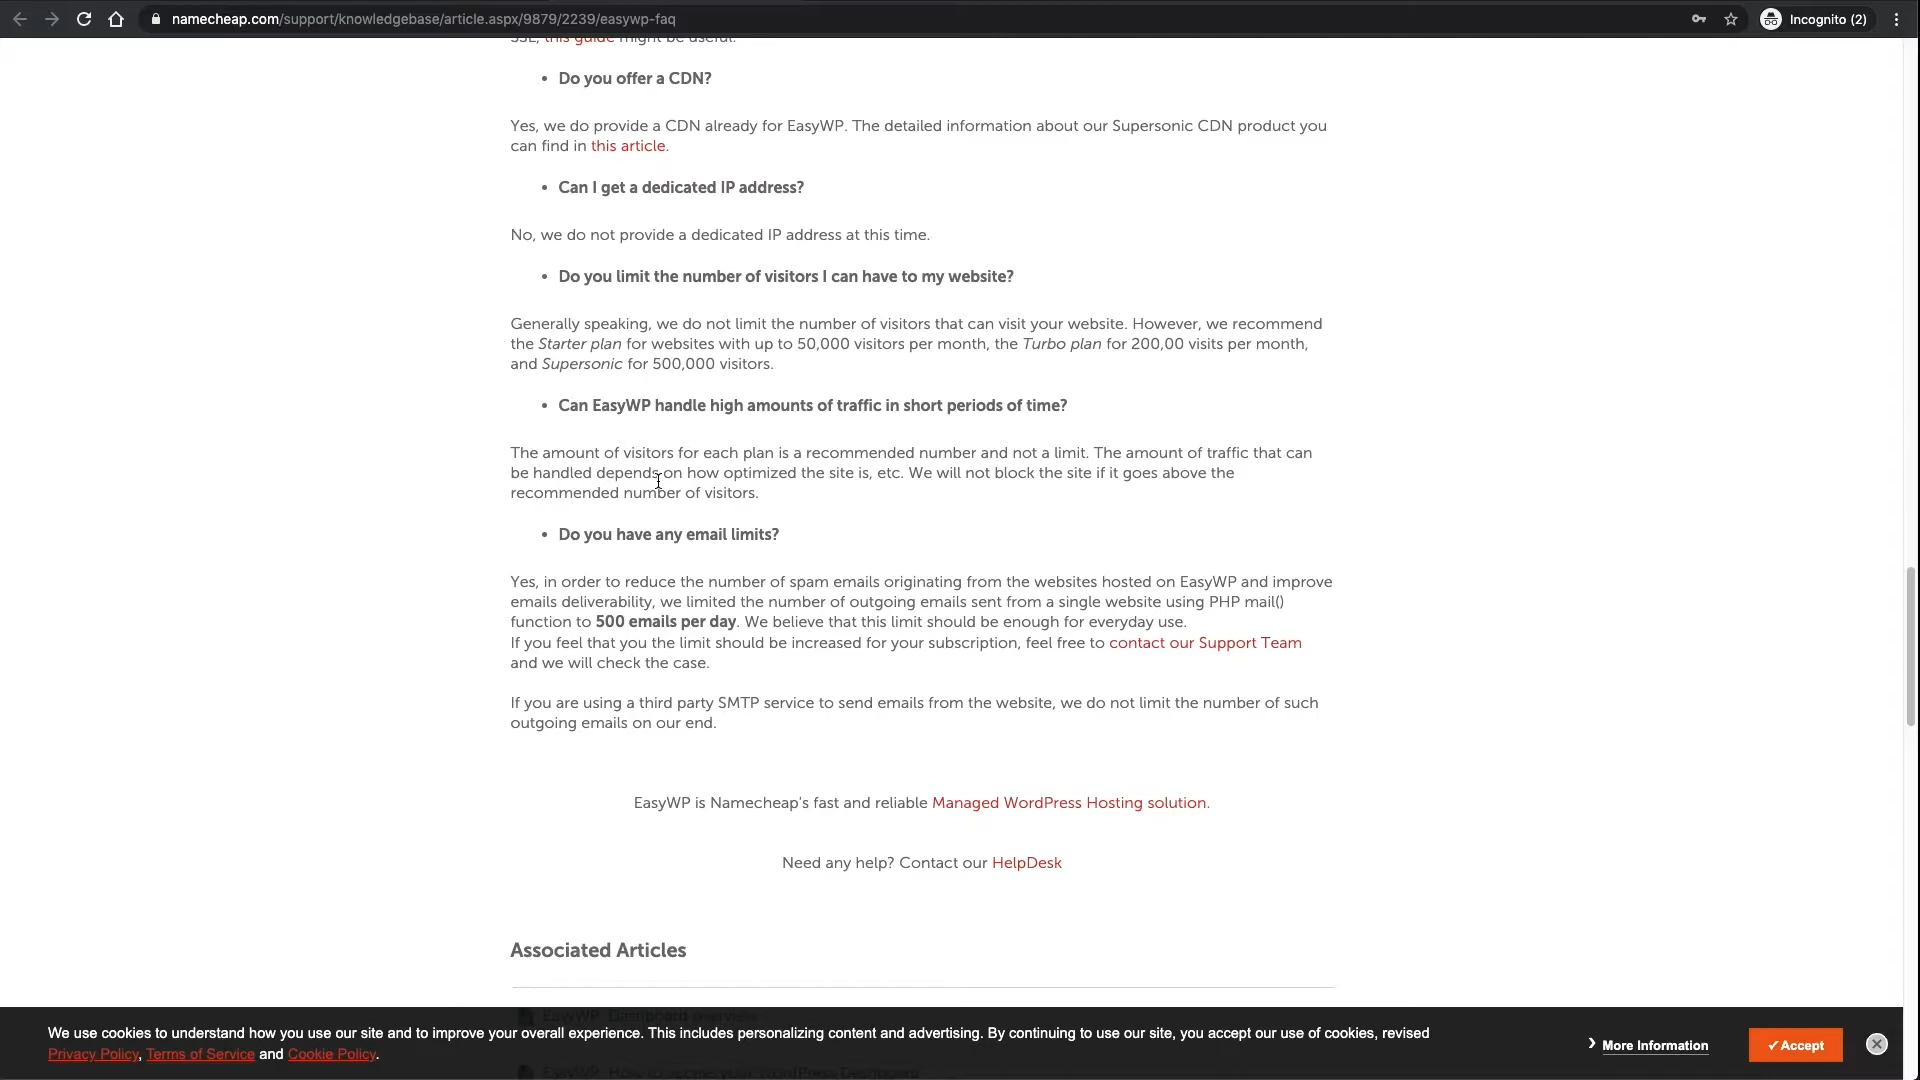 namecheap.com/support/knowledgebase/article.aspx/9879/2239/easywp-faq
Incognito (2)
SSL, this guide might be useful.
• Do you offer a CDN?
Yes, we do provide a CDN already for EasyWP. The detailed information about our Supersonic CDN product you
can find in this article.
• Can I get a dedicated IP address?
No, we do not provide a dedicated IP address at this time.
• Do you limit the number of visitors I can have to my website?
Generally speaking, we do not limit the number of visitors that can visit your website. However, we recommend
the Starter plan for websites with up to 50,000 visitors per month, the Turbo plan for 200,00 visits per month,
and Supersonic for 500,000 visitors.
• Can EasyWP handle high amounts of traffic in short periods of time?
The amount of visitors for each plan is a recommended number and not a limit. The amount of traffic that can
be handled depends on how optimized the site is, etc. We will not block the site if it goes above the
recommended number of visitors.
• Do you have any email limits?
Yes, in order to reduce the number of spam emails originating from the websites hosted on EasyWP and improve
emails deliverability, we limited the number of outgoing emails sent from a single website using PHP mail()
function to 500 emails per day. We believe that this limit should be enough for everyday use.
If you feel that you the limit should be increased for your subscription, feel free to contact our Support Team
and we will check the case.
If you are using a third party SMTP service to send emails from the website, we do not limit the number of such
outgoing emails on our end.
EasyWP is Namecheap's fast and reliable Managed WordPress Hosting solution.
Need any help? Contact our HelpDesk
Associated Articles
EasyWP: Dashboard overview
We use cookies to understand how you use our site and to improve your overall experience. This includes personalizing content and advertising. By continuing to use our site, you accept our use of cookies, revised
Privacy Policy, Terms of Service and Cookie Policy.
More Information
✓Accept
EasyWP: How to access your WordPress Dashboard